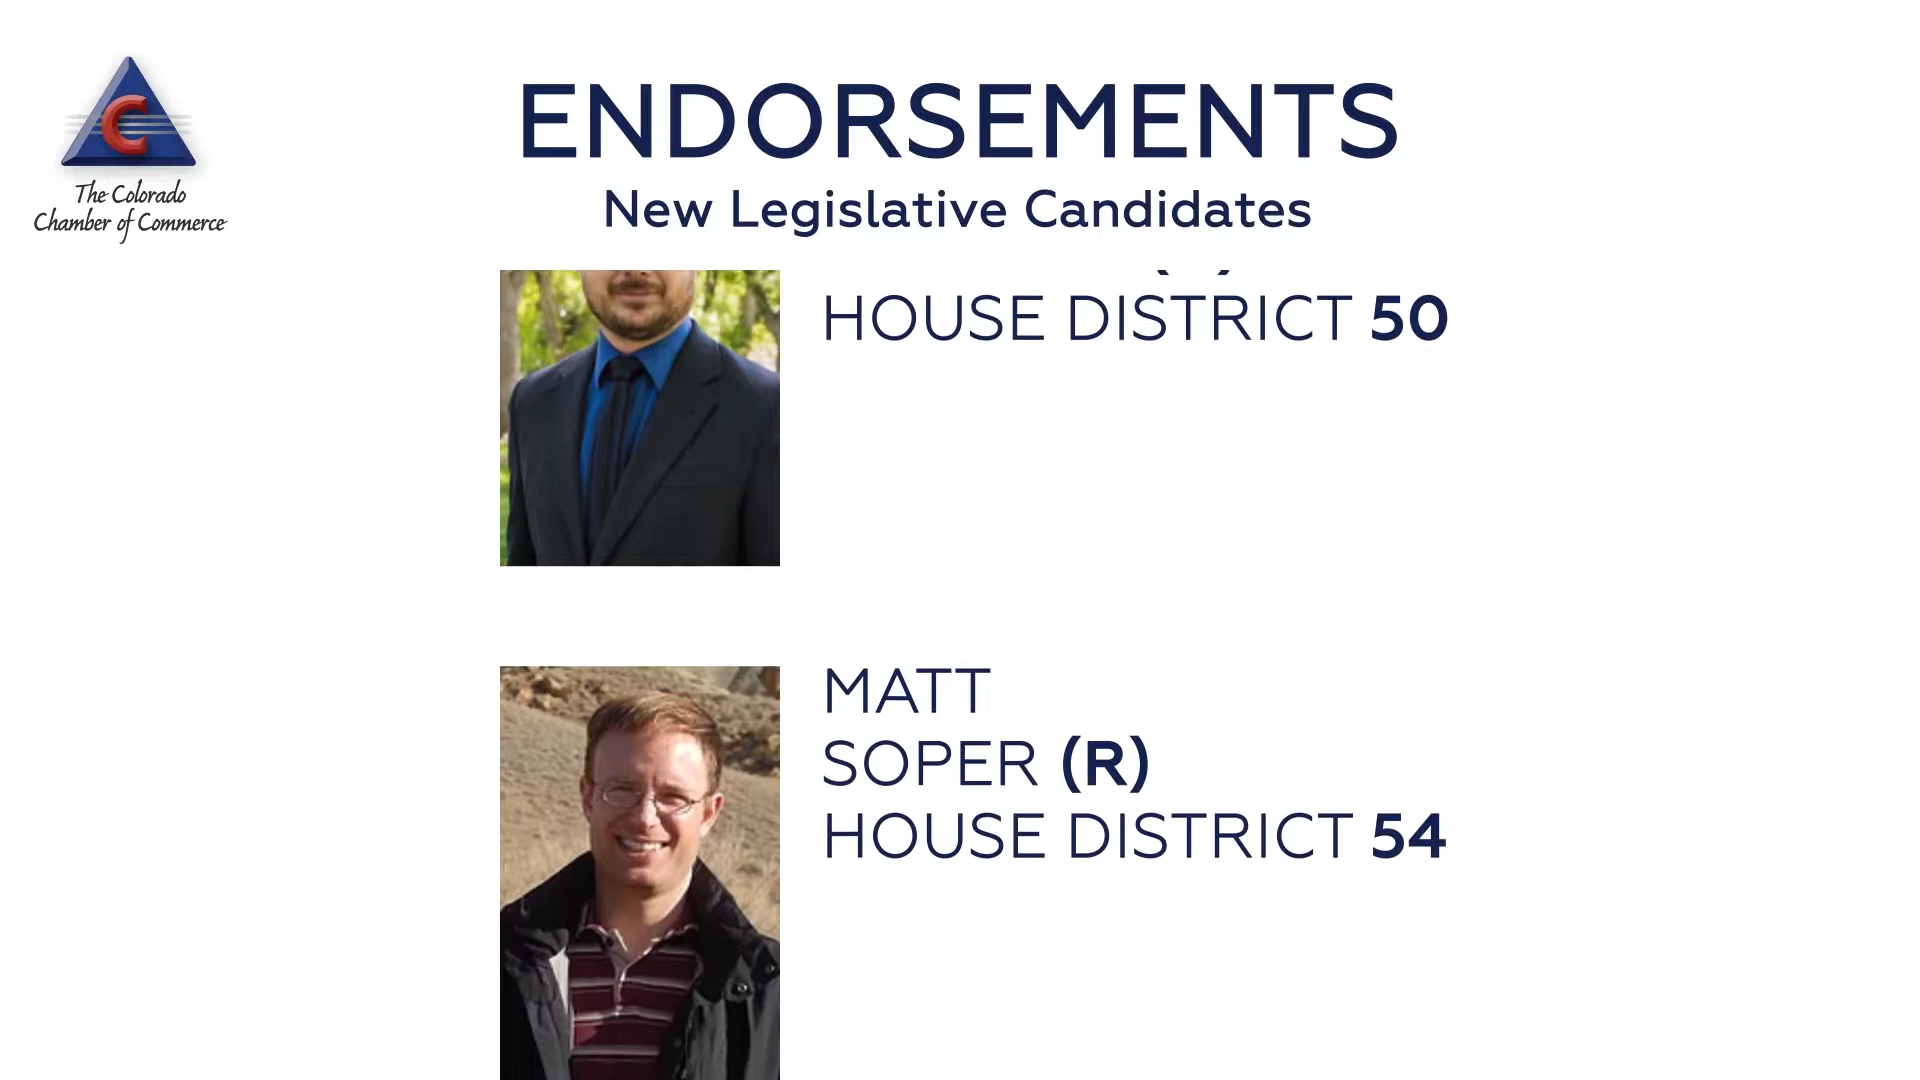 C
The Colorado
Chamber of Commerce
ENDORSEMENTS
New Legislative Candidates
HOUSE DISTRICT 50
MATT
SOPER (R)
HOUSE DISTRICT 54